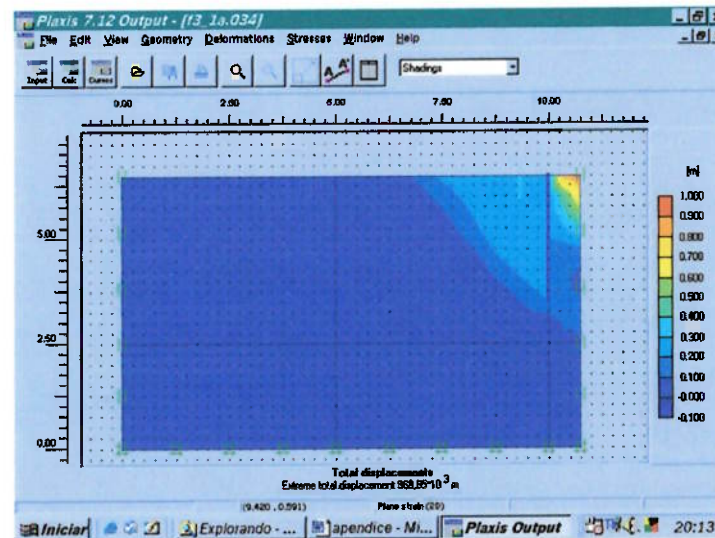 Plaxis 7.12 Output - [f3_1a.034]
File Edit View Geometry Deformations Stresses Window Help
Input Calc Curves Shadings
0.00 2.50 5.00 7.50 10.00
5.00
2.50
0.00
[m]
1.000
0.900
0.800
0.700
0.600
0.500
0.400
0.300
0.200
0.100
-0.000
-0.100
Total displacements
Extreme total displacement 968,85*10^3 m
(9,420 , 0,591) Plane strain (20)
Iniciar Explorando - ... apendice - Mi... Plaxis Output 20:13